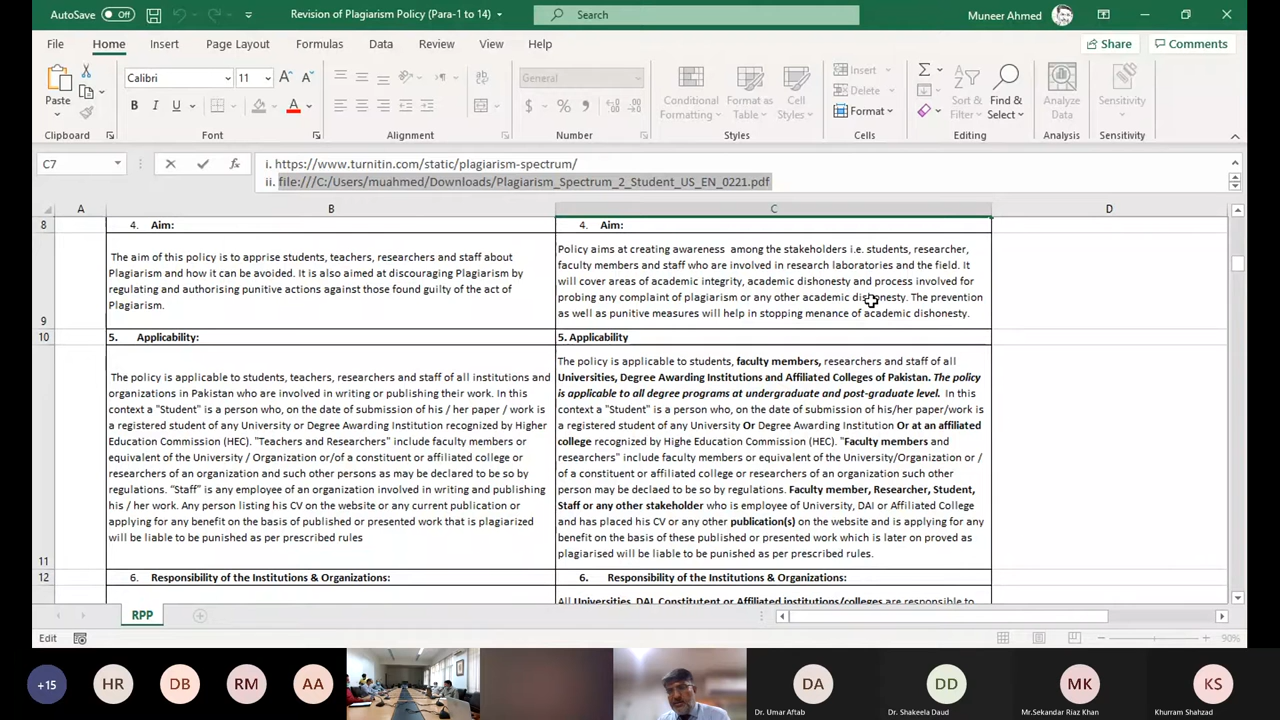 AutoSave Off Revision of Plagiarism Policy (Para-1 to 14) Search Muneer Ahmed
File Home Insert Page Layout Formulas Data Review View Help Share Comments
Paste Calibri 11 General Conditional Formatting Format as Table Cell Styles Insert Delete Format Sort & Filter Find & Select Analyze Data Sensitivity
Clipboard Font Alignment Number Styles Cells Editing Analysis Sensitivity
C7 fx i. https://www.turnitin.com/static/plagiarism-spectrum/
ii. file:///C:/Users/muahmed/Downloads/Plagiarism_Spectrum_2_Student_US_EN_0221.pdf
A B C D
8 4. Aim:
The aim of this policy is to apprise students, teachers, researchers and staff about
Plagiarism and how it can be avoided. It is also aimed at discouraging Plagiarism by
regulating and authorising punitive actions against those found guilty of the act of
Plagiarism.
9
4. Aim:
Policy aims at creating awareness among the stakeholders i.e. students, researcher,
faculty members and staff who are involved in research laboratories and the field. It
will cover areas of academic integrity, academic dishonesty and process involved for
probing any complaint of plagiarism or any other academic dishonesty. The prevention
as well as punitive measures will help in stopping menance of academic dishonesty.
10 5. Applicability:
The policy is applicable to students, teachers, researchers and staff of all institutions and
organizations in Pakistan who are involved in writing or publishing their work. In this
context a "Student" is a person who, on the date of submission of his / her paper / work is
a registered student of any University or Degree Awarding Institution recognized by Higher
Education Commission (HEC). "Teachers and Researchers" include faculty members or
equivalent of the University / Organization or/of a constituent or affiliated college or
researchers of an organization and such other persons as may be declared to be so by
regulations. “Staff” is any employee of an organization involved in writing and publishing
his / her work. Any person listing his CV on the website or any current publication or
applying for any benefit on the basis of published or presented work that is plagiarized
will be liable to be punished as per prescribed rules
11
5. Applicability
The policy is applicable to students, faculty members, researchers and staff of all
Universities, Degree Awarding Institutions and Affiliated Colleges of Pakistan. The policy
is applicable to all degree programs at undergraduate and post-graduate level. In this
context a "Student" is a person who, on the date of submission of his/her paper/work is
a registered student of any University Or Degree Awarding Institution Or at an affiliated
college recognized by Highe Education Commission (HEC). "Faculty members and
researchers" include faculty members or equivalent of the University/Organization or /
of a constituent or affiliated college or researchers of an organization such other
person may be declaed to be so by regulations. Faculty member, Researcher, Student,
Staff or any other stakeholder who is employee of University, DAI or Affiliated College
and has placed his CV or any other publication(s) on the website and is applying for any
benefit on the basis of these published or presented work which is later on proved as
plagiarised will be liable to be punished as per prescribed rules.
12 6. Responsibility of the Institutions & Organizations:
6. Responsibility of the Institutions & Organizations:
All Universities, DAI, Constitutent or Affiliated institutions/colleges are responsible to
RPP
Edit 90%
+15 HR DB RM AA DA DD MK KS
Dr. Umar Aftab Dr. Shakeela Daud Mr.Sekandar Riaz Khan Khurram Shahzad